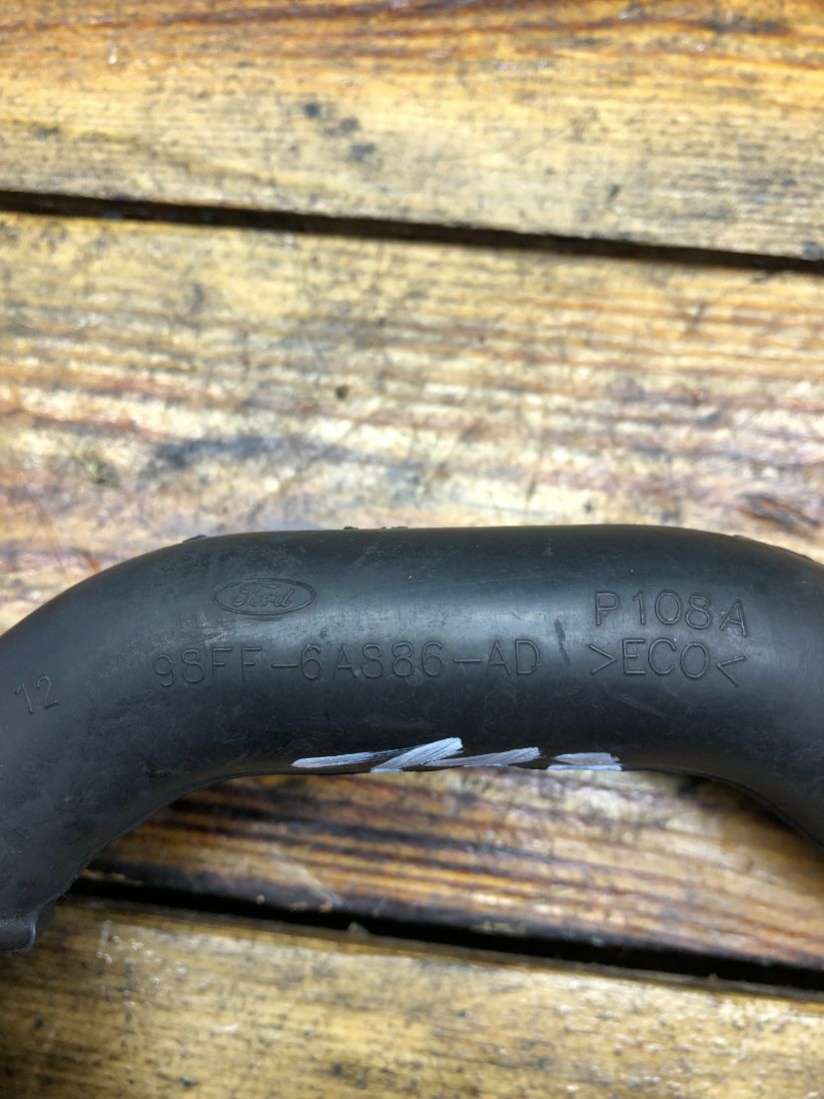 Ford
98FF-6A886-AD
P108A
>ECO<
12